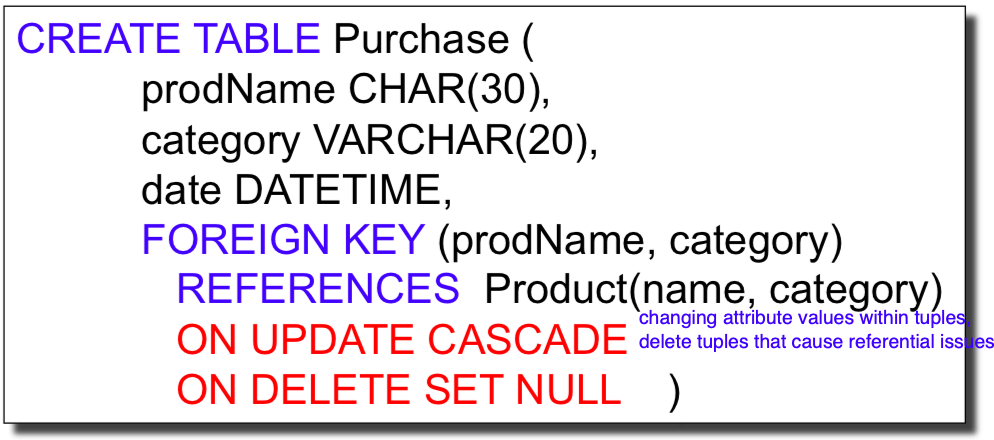 CREATE TABLE Purchase (
prodName CHAR(30),
category VARCHAR(20),
date DATETIME,
FOREIGN KEY (prodName, category)
REFERENCES Product(name, category)
changing attribute values within tuples,
ON UPDATE CASCADE
delete tuples that cause referential issues
ON DELETE SET NULL )